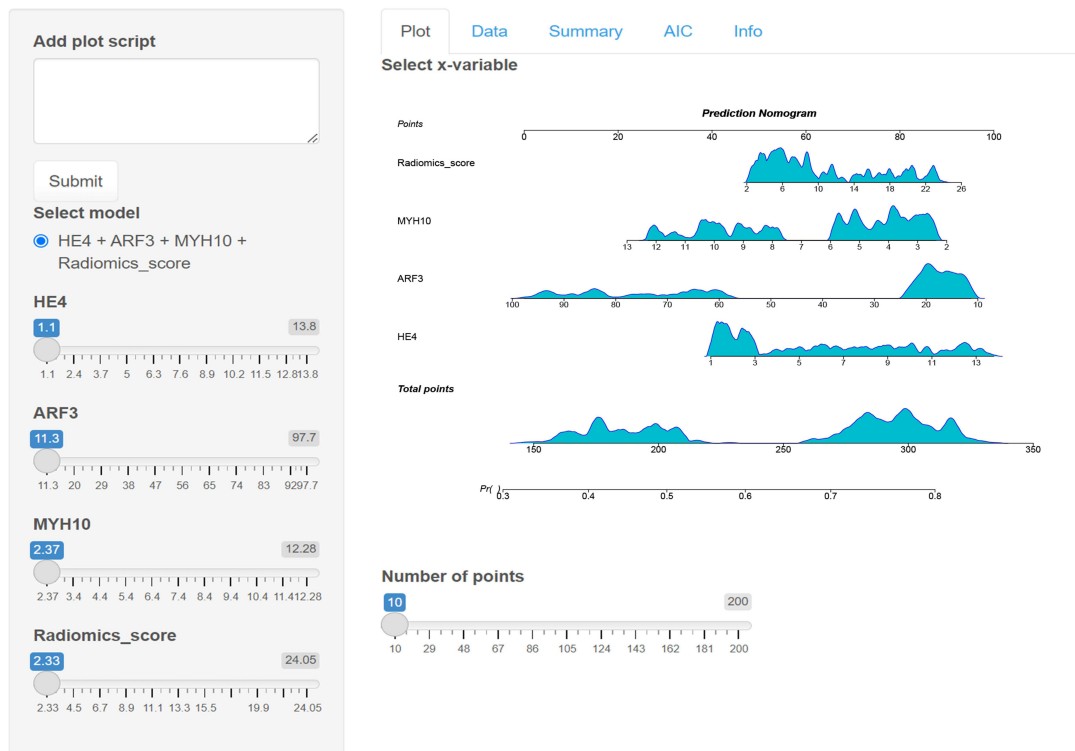 Add plot script
Submit
Select model
HE4 + ARF3 + MYH10 +
Radiomics_score
HE4
1.1 13.8
1.1 2.4 3.7 5 6.3 7.6 8.9 10.2 11.5 12.813.8
ARF3
11.3 97.7
11.3 20 29 38 47 56 65 74 83 9297.7
MYH10
2.37 12.28
2.37 3.4 4.4 5.4 6.4 7.4 8.4 9.4 10.4 11.412.28
Radiomics_score
2.33 24.05
2.33 4.5 6.7 8.9 11.1 13.3 15.5 19.9 24.05
Plot Data Summary AIC Info
Select x-variable
Prediction Nomogram
Points
0 20 40 60 80 100
Radiomics_score
2 6 10 14 18 22 26
MYH10
13 12 11 10 9 8 7 6 5 4 3 2
ARF3
100 90 80 70 60 50 40 30 20 10
HE4
1 3 5 7 9 11 13
Total points
150 200 250 300 350
Pr( )
0.3 0.4 0.5 0.6 0.7 0.8
Number of points
10 200
10 29 48 67 86 105 124 143 162 181 200